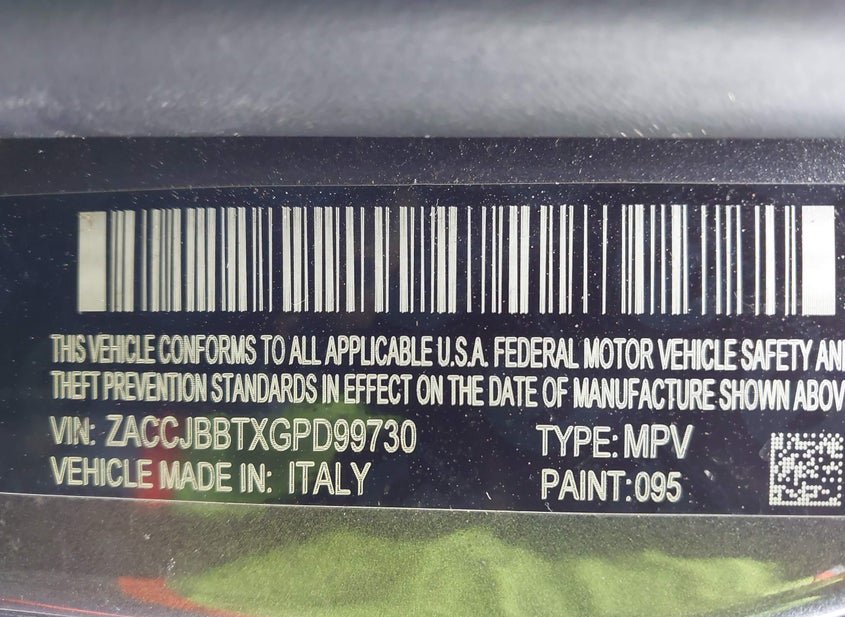 THIS VEHICLE CONFORMS TO ALL APPLICABLE U.S.A. FEDERAL MOTOR VEHICLE SAFETY AN
THEFT PREVENTION STANDARDS IN EFFECT ON THE DATE OF MANUFACTURE SHOWN ABOV
VIN: ZACCJBBTXGPD99730 TYPE: MPV
VEHICLE MADE IN: ITALY PAINT: 095